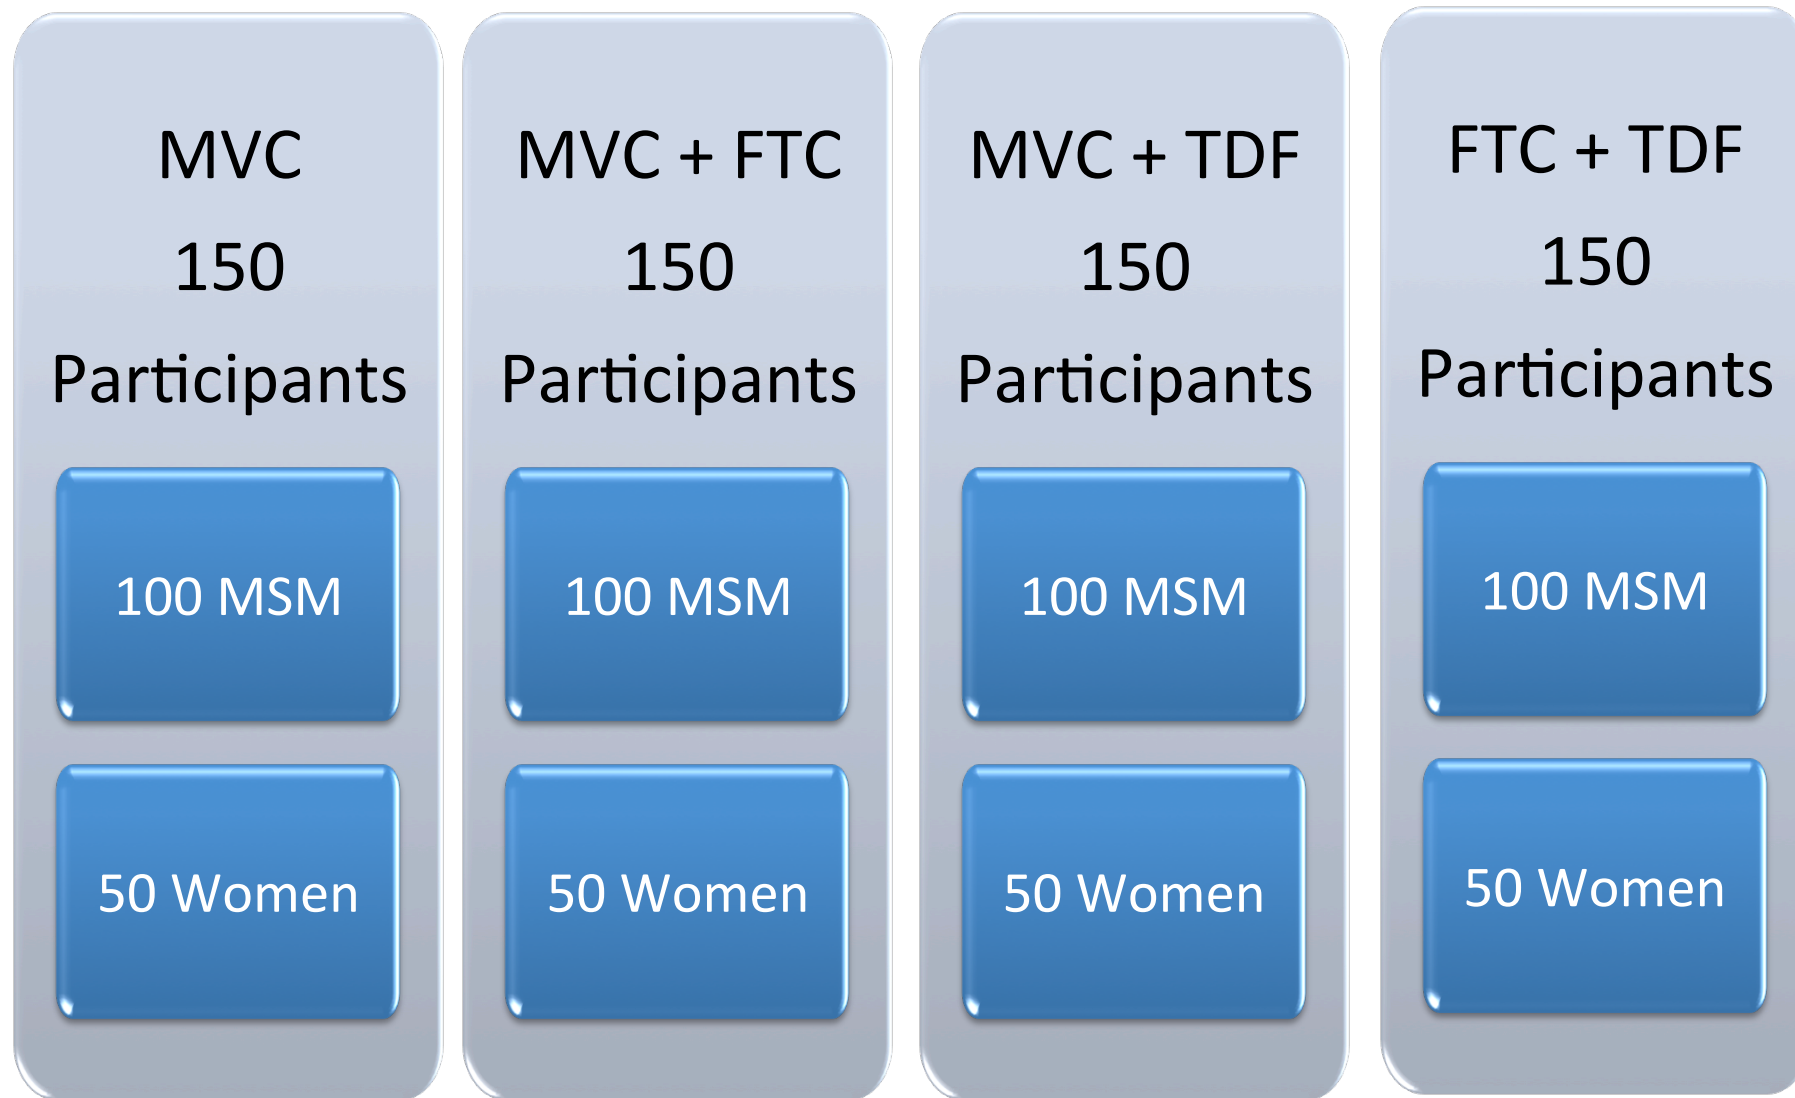 MVC
150
Participants
100 MSM
50 Women
MVC + FTC
150
Participants
100 MSM
50 Women
MVC + TDF
150
Participants
100 MSM
50 Women
FTC + TDF
150
Participants
100 MSM
50 Women